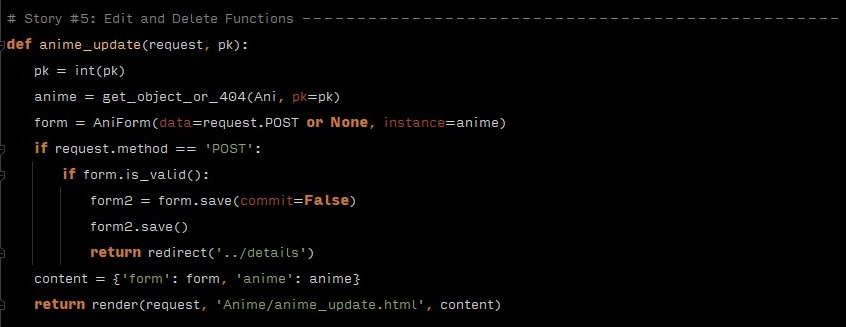 # Story #5: Edit and Delete Functions -----------------------------------------------------------
def anime_update(request, pk):
    pk = int(pk)
    anime = get_object_or_404(Ani, pk=pk)
    form = AniForm(data=request.POST or None, instance=anime)
    if request.method == 'POST':
        if form.is_valid():
            form2 = form.save(commit=False)
            form2.save()
            return redirect('../details')
    content = {'form': form, 'anime': anime}
    return render(request, 'Anime/anime_update.html', content)